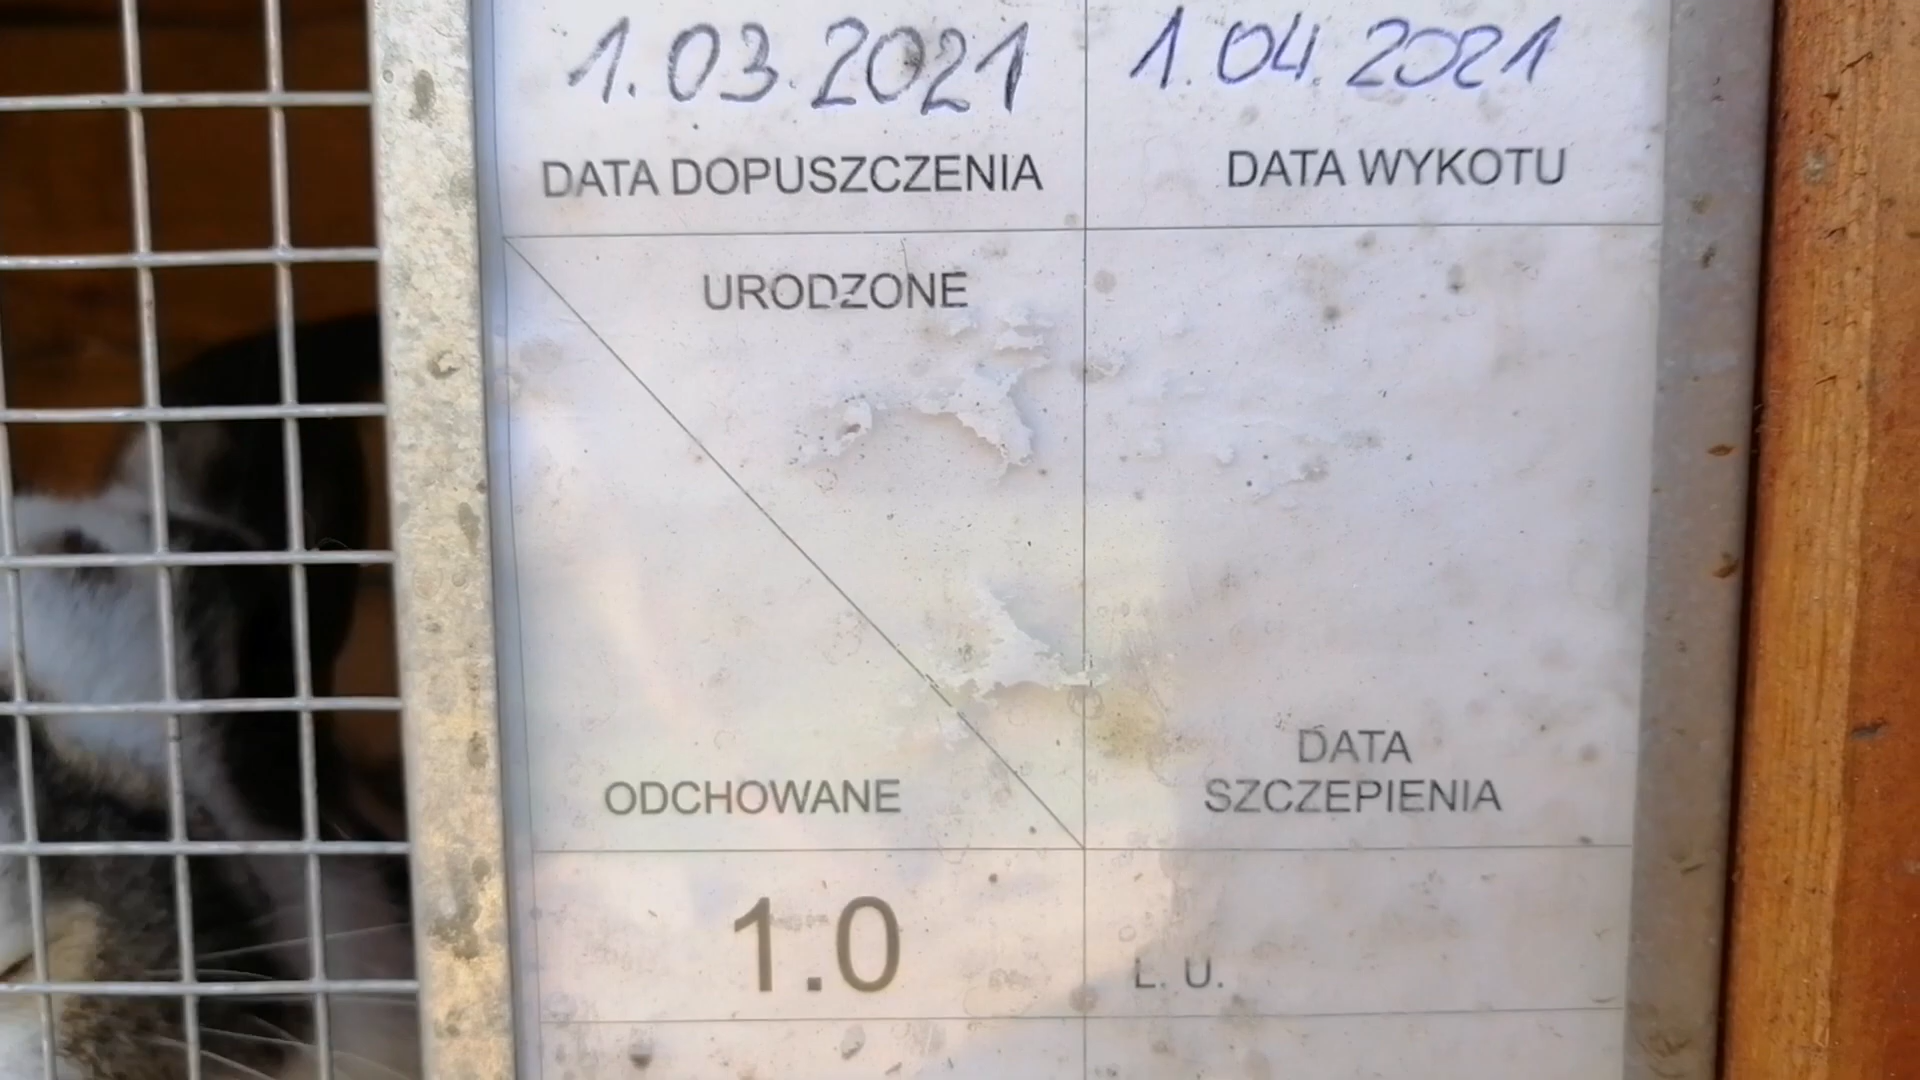 1.03.2021 1.04.2021
DATA DOPUSZCZENIA DATA WYKOTU
URODZONE
ODCHOWANE
DATA
SZCZEPIENIA
1.0 L. U.